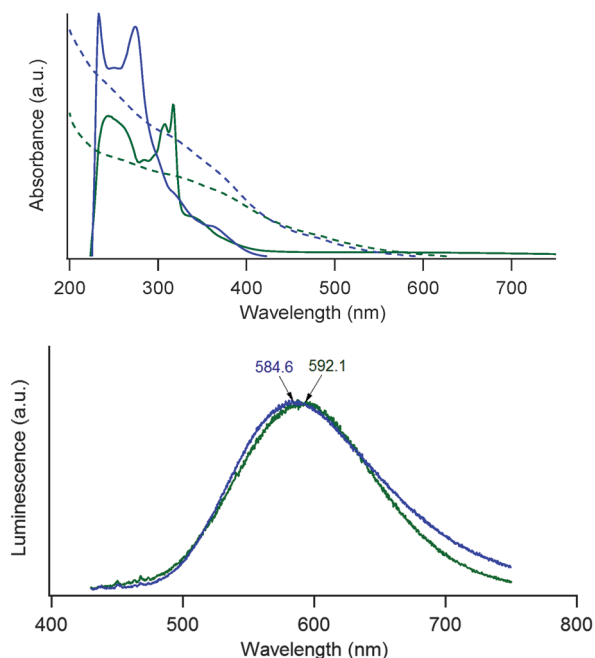 Absorbance (a.u.)
200 300 400 500 600 700
Wavelength (nm)
584.6 592.1
Luminescence (a.u.)
400 500 600 700 800
Wavelength (nm)